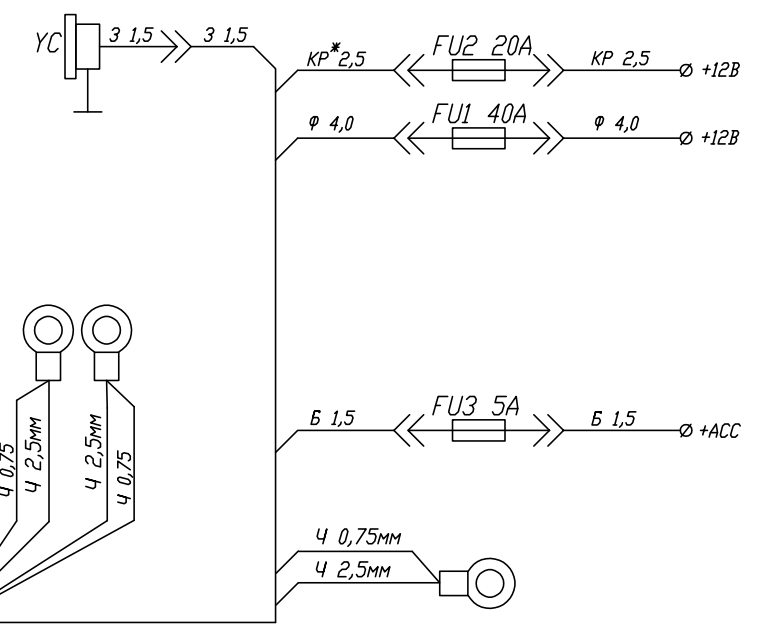 YC
З 1,5
З 1,5
КР*2,5
FU2 20А
КР 2,5
+12В
Ф 4,0
FU1 40А
Ф 4,0
+12В
Ч 0,75
Ч 2,5мм
Ч 2,5мм
Ч 0,75
Б 1,5
FU3 5А
Б 1,5
+АСС
Ч 0,75мм
Ч 2,5мм